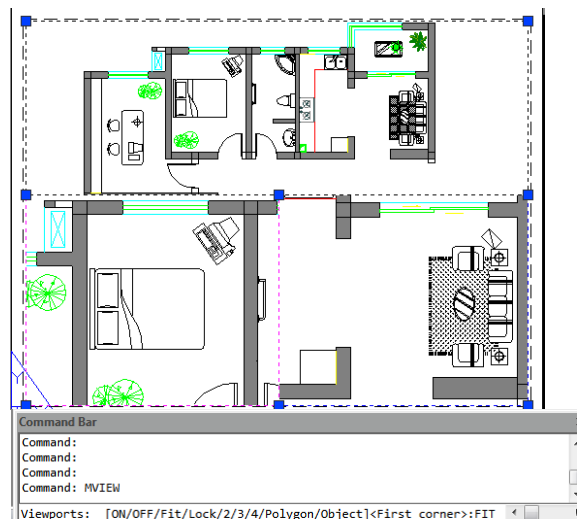 Command Bar
Command:
Command:
Command:
Command: MVIEW
Viewports: [ON/OFF/Fit/Lock/2/3/4/Polygon/Object]<First corner>:FIT